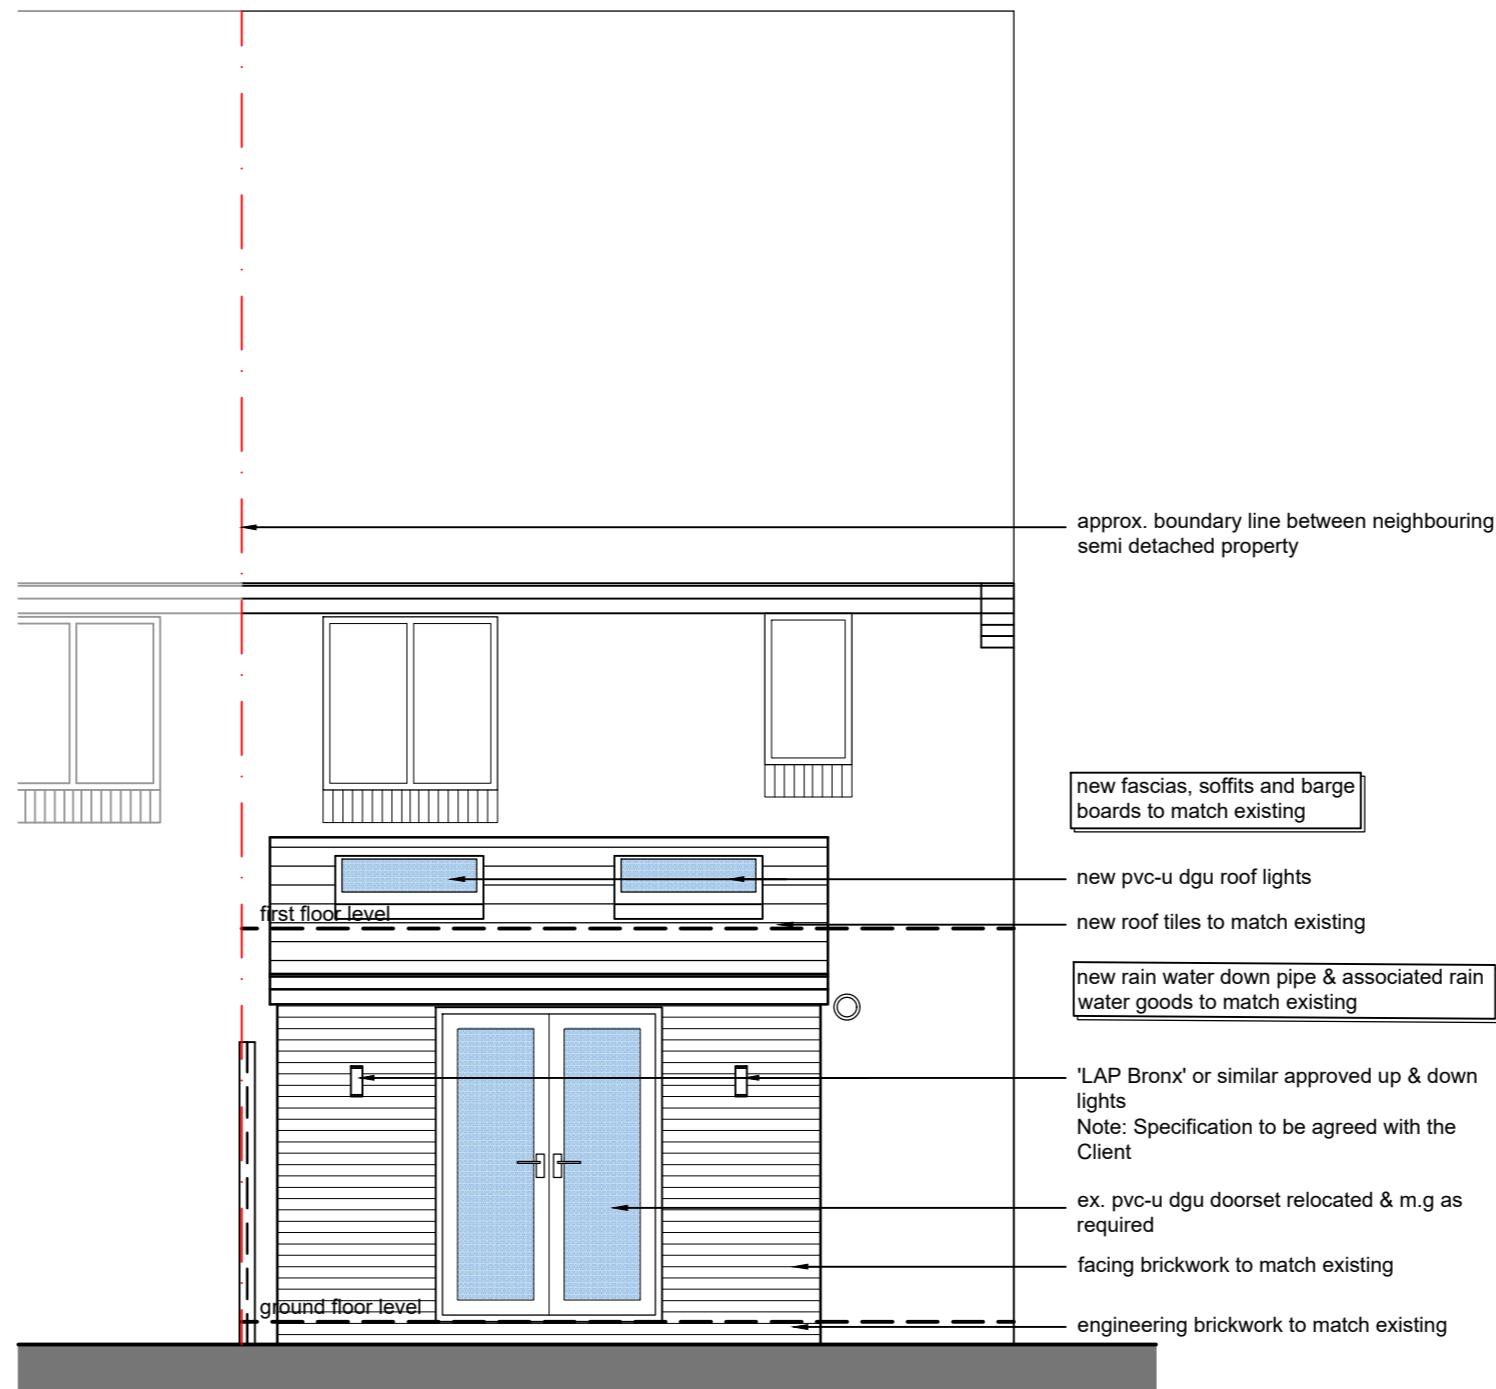 approx. boundary line between neighbouring
semi detached property
new fascias, soffits and barge
boards to match existing
new pvc-u dgu roof lights
first floor level
new roof tiles to match existing
new rain water down pipe & associated rain
water goods to match existing
'LAP Bronx' or similar approved up & down
lights
Note: Specification to be agreed with the
Client
ex. pvc-u dgu doorset relocated & m.g as
required
facing brickwork to match existing
ground floor level
engineering brickwork to match existing